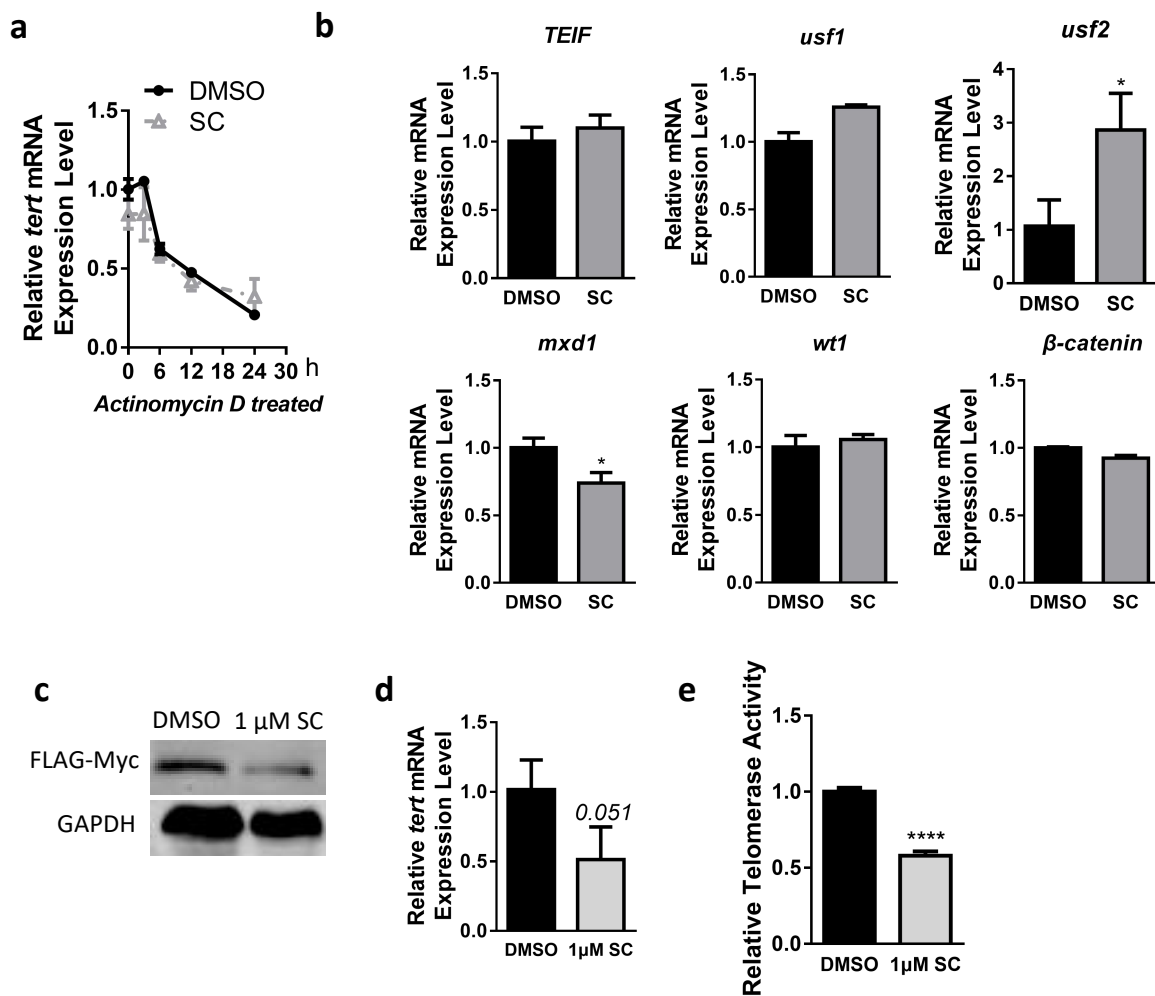 a
DMSO
SC
Relative tert mRNA
Expression Level
1.5
1.0
0.5
0.0
0 6 12 18 24 30 h
Actinomycin D treated
b
TEIF
Relative mRNA
Expression Level
1.5
1.0
0.5
0.0
DMSO SC
usf1
Relative mRNA
Expression Level
1.5
1.0
0.5
0.0
DMSO SC
usf2
Relative mRNA
Expression Level
4
3
2
1
0
*
DMSO SC
mxd1
Relative mRNA
Expression Level
1.5
1.0
0.5
0.0
*
DMSO SC
wt1
Relative mRNA
Expression Level
1.5
1.0
0.5
0.0
DMSO SC
β-catenin
Relative mRNA
Expression Level
1.5
1.0
0.5
0.0
DMSO SC
c
DMSO 1 μM SC
FLAG-Myc
GAPDH
d
Relative tert mRNA
Expression Level
1.5
1.0
0.5
0.0
0.051
DMSO 1μM SC
e
Relative Telomerase Activity
1.5
1.0
0.5
0.0
****
DMSO 1μM SC